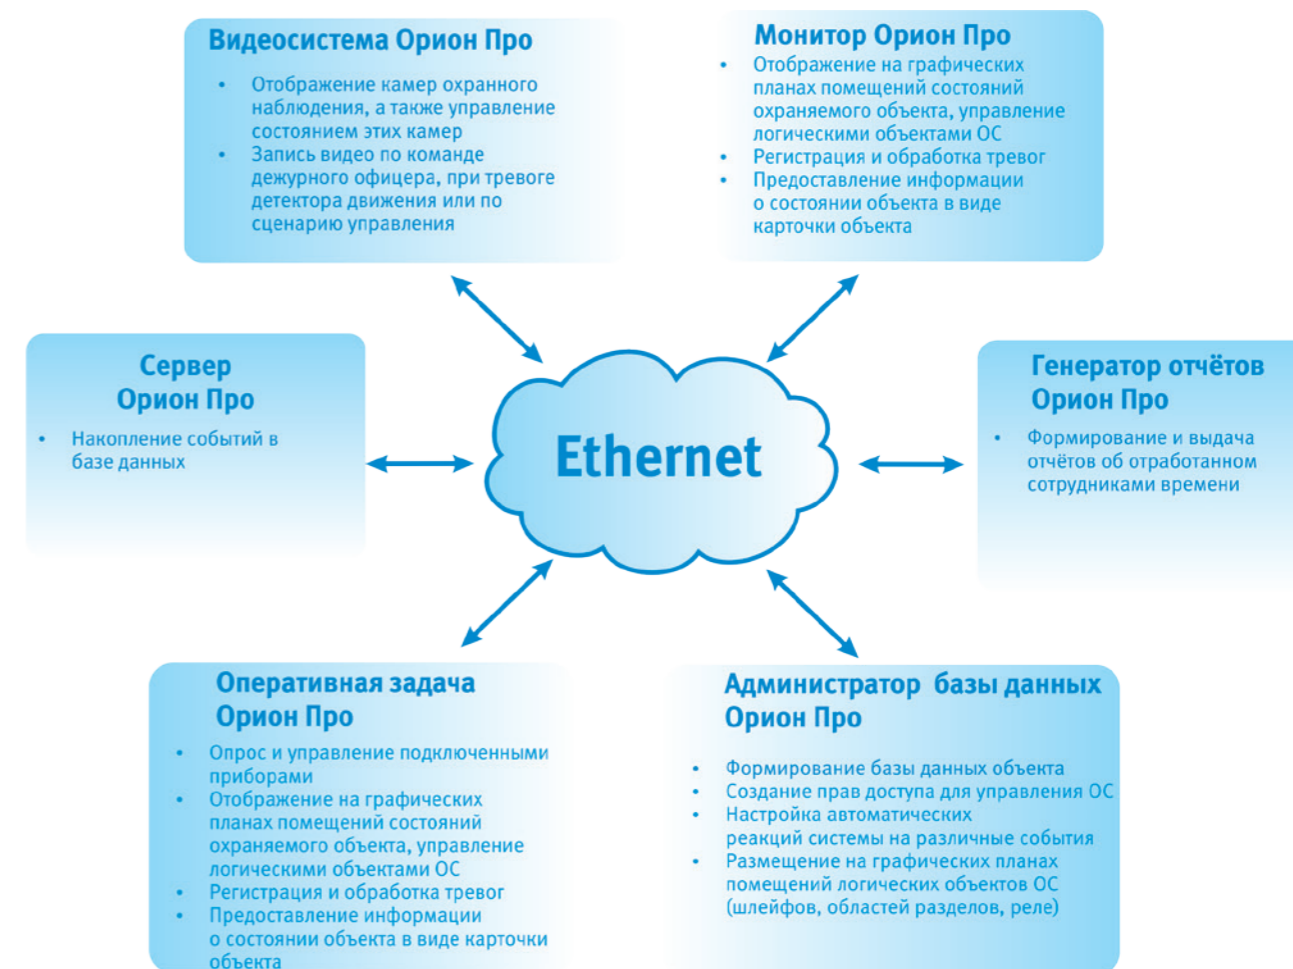 Видеосистема Орион Про
• Отображение камер охранного
наблюдения, а также управление
состоянием этих камер
• Запись видео по команде
дежурного офицера, при тревоге
детектора движения или по
сценарию управления
Монитор Орион Про
• Отображение на графических
планах помещений состояний
охраняемого объекта, управление
логическими объектами ОС
• Регистрация и обработка тревог
• Предоставление информации
о состоянии объекта в виде
карточки объекта
Сервер
Орион Про
• Накопление событий в
базе данных
Ethernet
Генератор отчётов
Орион Про
• Формирование и выдача
отчётов об отработанном
сотрудниками времени
Оперативная задача
Орион Про
• Опрос и управление подключенными
приборами
• Отображение на графических
планах помещений состояний
охраняемого объекта, управление
логическими объектами ОС
• Регистрация и обработка тревог
• Предоставление информации
о состоянии объекта в виде карточки
объекта
Администратор базы данных
Орион Про
• Формирование базы данных объекта
• Создание прав доступа для управления ОС
• Настройка автоматических
реакций системы на различные события
• Размещение на графических планах
помещений логических объектов ОС
(шлейфов, областей разделов, реле)